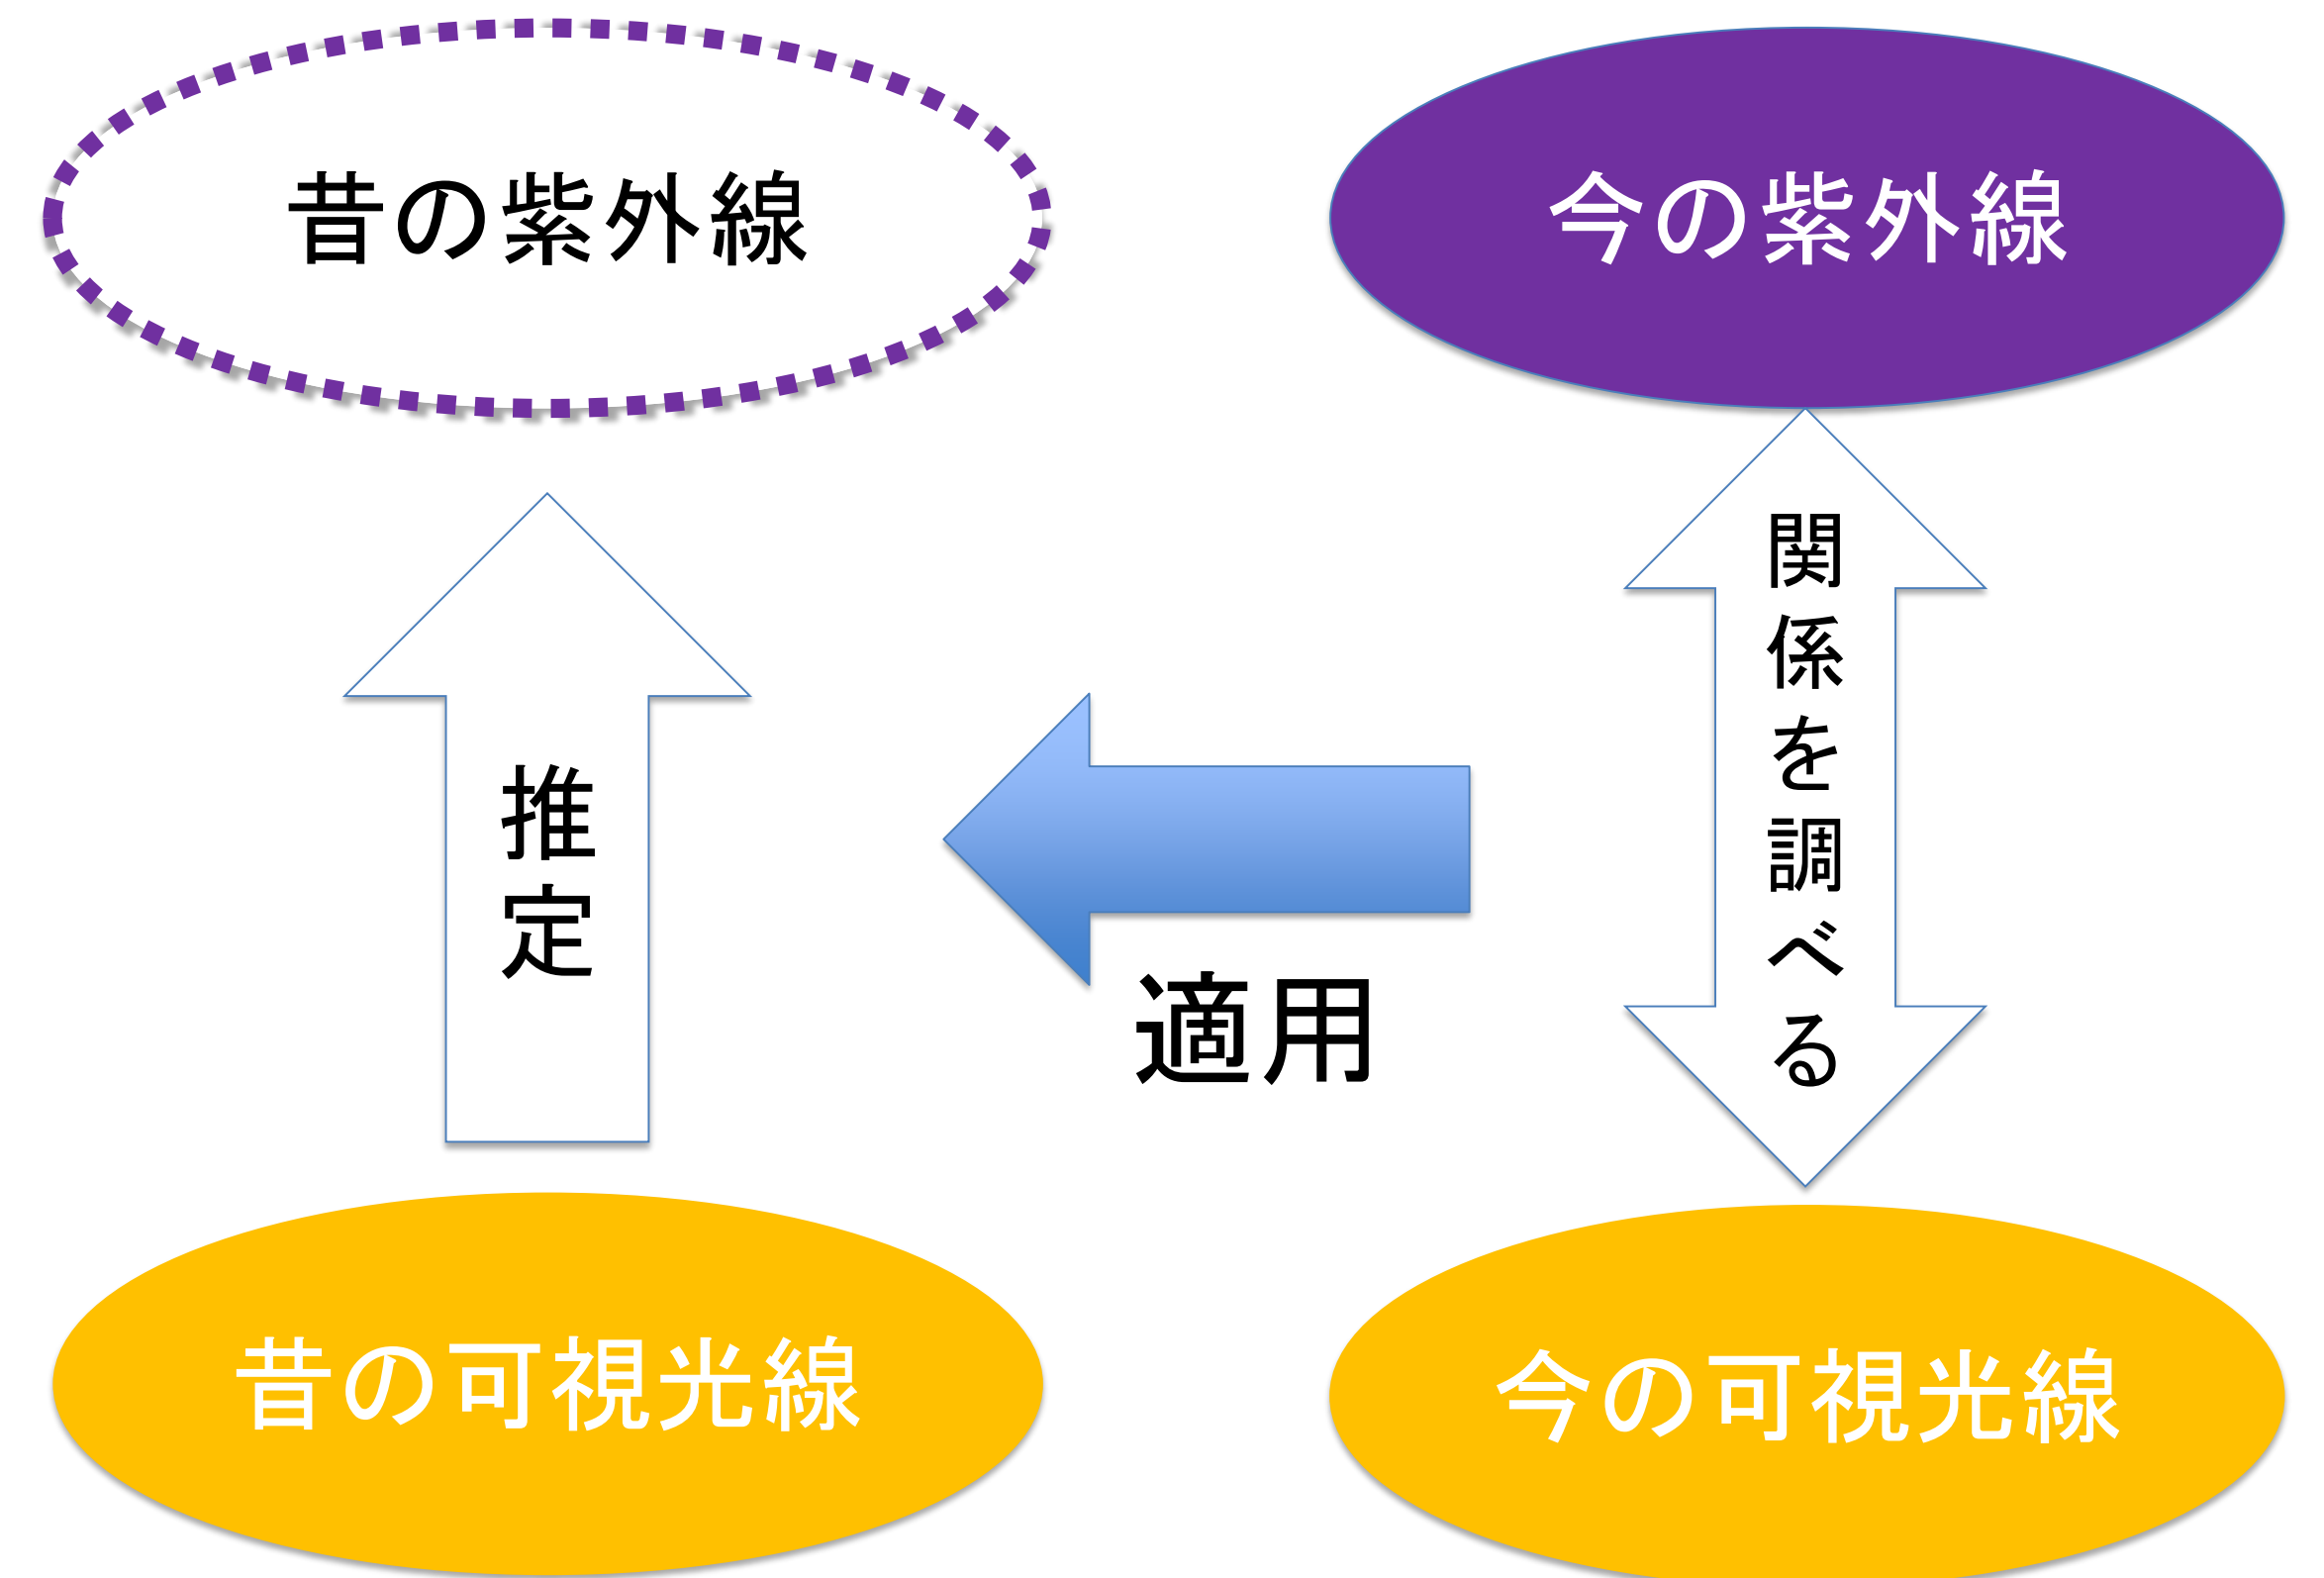 昔の紫外線
今の紫外線
推定
適用
関係を調べる
昔の可視光線
今の可視光線